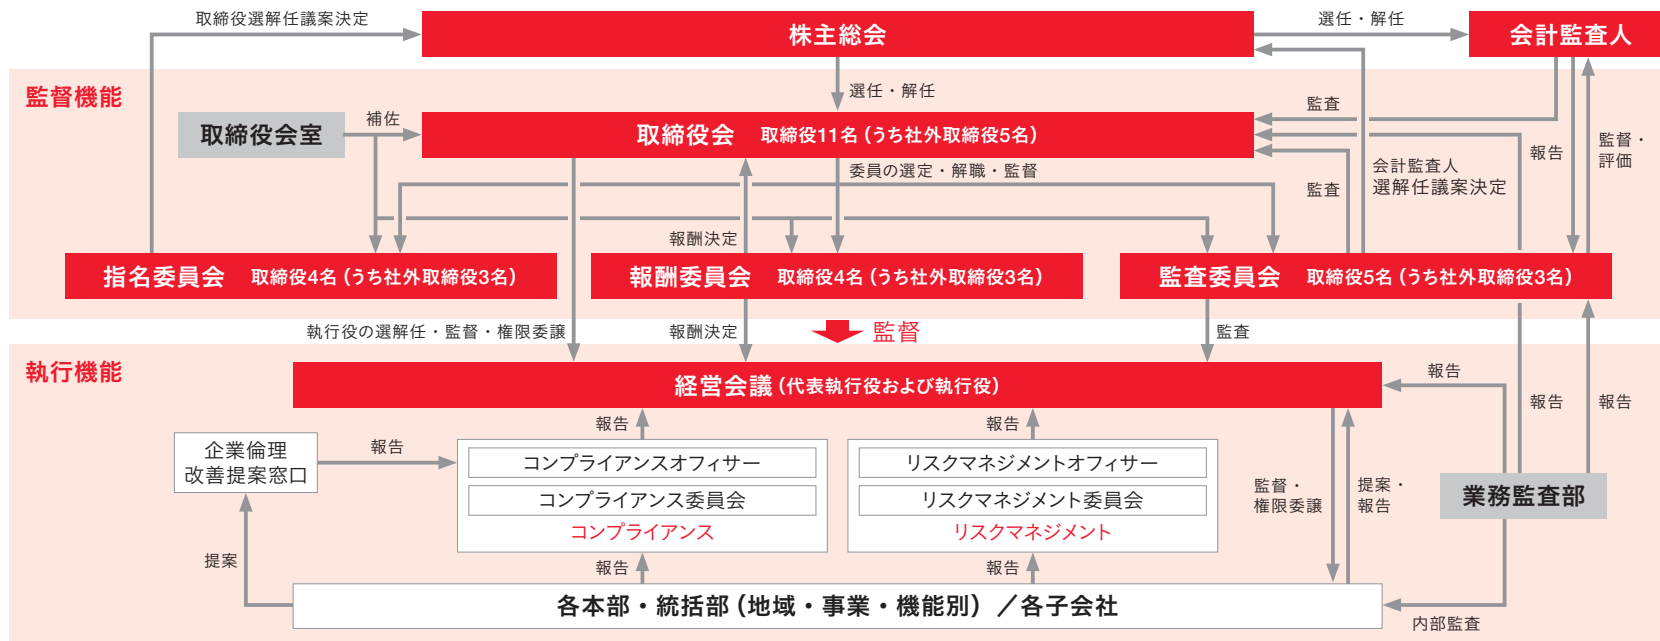 取締役選解任議案決定
株主総会
選任・解任
会計監査人
監督機能
選任・解任
監査
取締役会室
補佐
取締役会 取締役11名(うち社外取締役5名)
報告
監督・
評価
委員の選定・解職・監督
監査
会計監査人
選解任議案決定
報酬決定
指名委員会 取締役4名(うち社外取締役3名)
報酬委員会 取締役4名(うち社外取締役3名)
監査委員会 取締役5名(うち社外取締役3名)
執行役の選解任・監督・権限委譲
報酬決定
監督
監査
執行機能
経営会議(代表執行役および執行役)
報告
報告
報告
報告
報告
企業倫理
改善提案窓口
報告
コンプライアンスオフィサー
コンプライアンス委員会
コンプライアンス
リスクマネジメントオフィサー
リスクマネジメント委員会
リスクマネジメント
監督・
権限委譲
提案・
報告
業務監査部
提案
報告
報告
各本部・統括部(地域・事業・機能別)/各子会社
内部監査